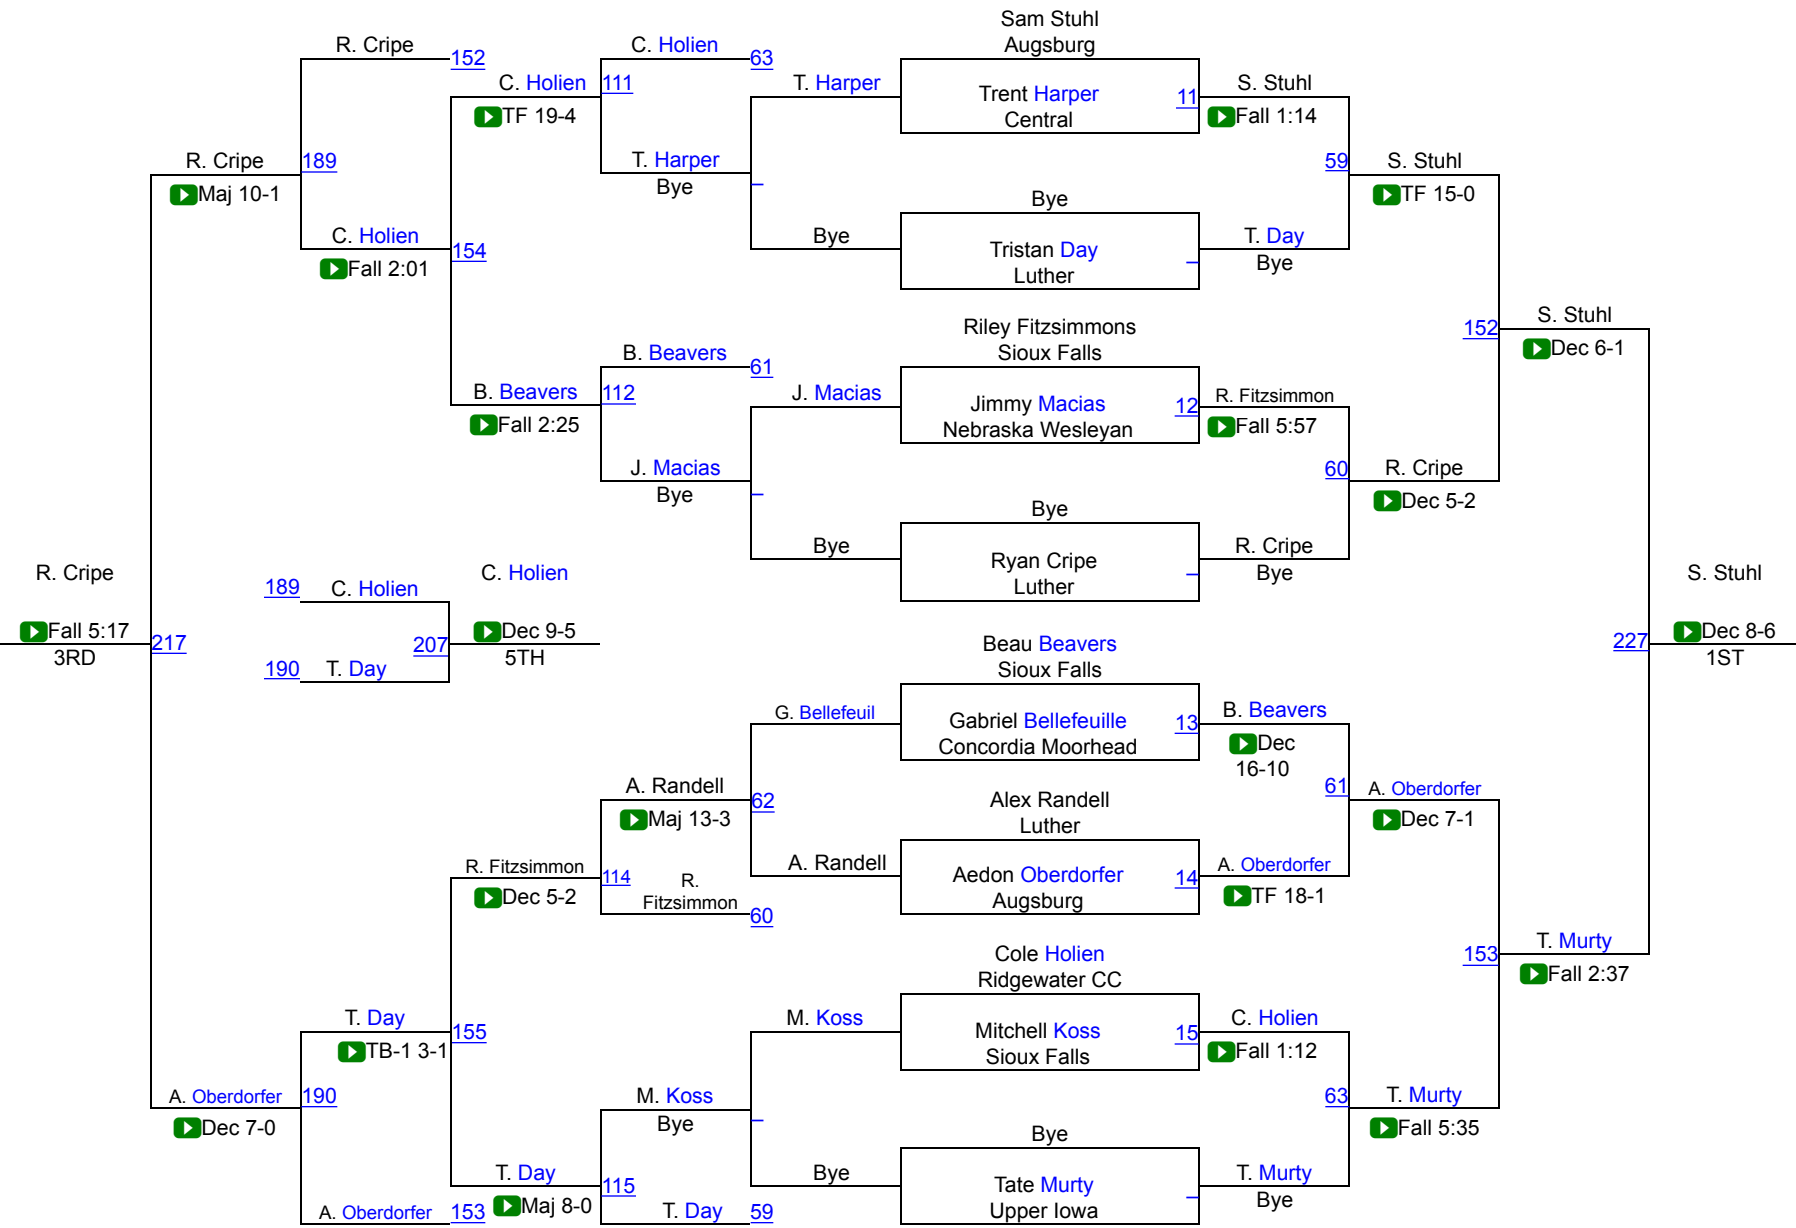 Sam Stuhl
Augsburg
Trent Harper
Central
11
S. Stuhl
Fall 1:14
Bye
Tristan Day
Luther
T. Day
Bye
59
S. Stuhl
TF 15-0
Riley Fitzsimmons
Sioux Falls
Jimmy Macias
Nebraska Wesleyan
12
R. Fitzsimmon
Fall 5:57
Bye
Ryan Cripe
Luther
R. Cripe
Bye
60
R. Cripe
Dec 5-2
152
S. Stuhl
Dec 6-1
Beau Beavers
Sioux Falls
Gabriel Bellefeuille
Concordia Moorhead
13
B. Beavers
Dec
16-10
Alex Randell
Luther
Aedon Oberdorfer
Augsburg
14
A. Oberdorfer
TF 18-1
61
A. Oberdorfer
Dec 7-1
Cole Holien
Ridgewater CC
Mitchell Koss
Sioux Falls
15
C. Holien
Fall 1:12
Bye
Tate Murty
Upper Iowa
T. Murty
Bye
63
T. Murty
Fall 5:35
153
T. Murty
Fall 2:37
227
S. Stuhl
Dec 8-6
1ST
T. Harper
Bye
C. Holien
63
T. Harper
Bye
111
C. Holien
TF 19-4
J. Macias
Bye
B. Beavers
61
J. Macias
Bye
112
B. Beavers
Fall 2:25
154
C. Holien
Fall 2:01
R. Cripe
152
189
R. Cripe
Maj 10-1
189
C. Holien
190
T. Day
207
C. Holien
Dec 9-5
5TH
G. Bellefeuil
A. Randell
62
A. Randell
Maj 13-3
R.
Fitzsimmon
60
114
R. Fitzsimmon
Dec 5-2
M. Koss
Bye
M. Koss
Bye
T. Day
59
115
T. Day
Maj 8-0
155
T. Day
TB-1 3-1
A. Oberdorfer
153
190
A. Oberdorfer
Dec 7-0
217
R. Cripe
Fall 5:17
3RD